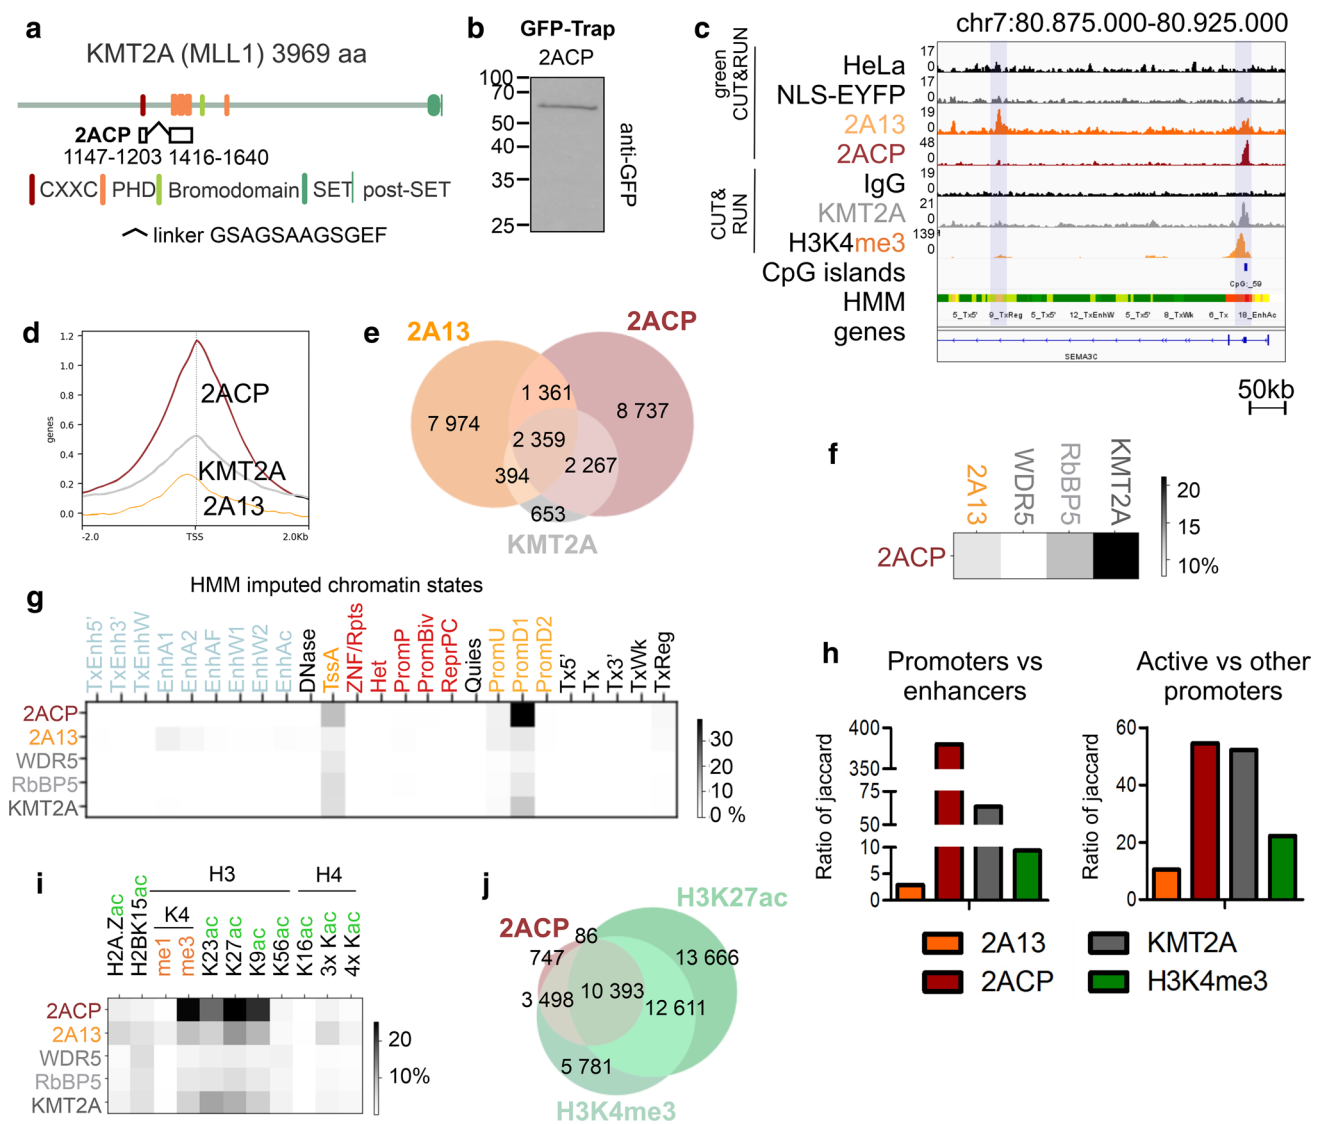 a
KMT2A (MLL1) 3969 aa
2ACP
1147-1203 1416-1640
CXXC PHD Bromodomain SET post-SET
linker GSAGSAAGSGEF
b
GFP-Trap
2ACP
100
70
50
40
35
25
anti-GFP
c
chr7:80.875.000-80.925.000
green CUT&RUN
HeLa 17 0
NLS-EYFP 17 0
2A13 19 0
2ACP 48 0
CUT& RUN
IgG 19 0
KMT2A 21 0
H3K4me3 139 0
CpG islands
CpG:_59
HMM
5_Tx5' 9_TxReg 5_Tx5' 12_TxEnhW 5_Tx5' 8_TxWk 6_Tx 18_EnhAc
genes
SEMA3C
50kb
d
genes
1.2
1.0
0.8
0.6
0.4
0.2
0.0
2ACP
KMT2A
2A13
-2.0 TSS 2.0Kb
e
2A13
2ACP
1 361
7 974
8 737
2 359
394
2 267
653
KMT2A
f
2A13 WDR5 RbBP5 KMT2A
2ACP
20
15
10%
g
HMM imputed chromatin states
TxEnh5' TxEnh3' TxEnhW EnhA1 EnhA2 EnhAF EnhW1 EnhW2 EnhAc DNase TssA ZNF/Rpts Het PromP PromBiv ReprPC Quies PromU PromD1 PromD2 Tx5' Tx Tx3' TxWk TxReg
2ACP
2A13
WDR5
RbBP5
KMT2A
30
20
10
0 %
h
Promoters vs enhancers
Ratio of jaccard
400
350
75
50
10
5
0
Active vs other promoters
Ratio of jaccard
60
40
20
0
2A13 KMT2A
2ACP H3K4me3
i
H3 H4
K4
H2A.Zac H2BK15ac me1 me3 K23ac K27ac K9ac K56ac K16ac 3x Kac 4x Kac
2ACP
2A13
WDR5
RbBP5
KMT2A
20
10%
j
H3K27ac
2ACP
86
747
13 666
3 498
10 393
12 611
5 781
H3K4me3